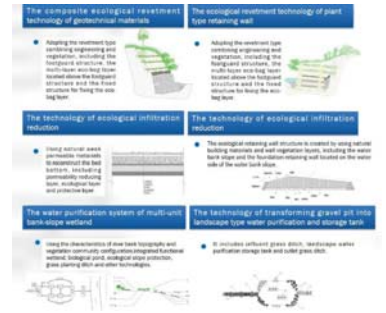 The composite ecological revetment
technology of geotechnical materials
Adopting the revetment type
combining engineering and
vegetation, including the
footguard structure, the
multi-layer eco-bag layer
located above the footguard
structure and the fixed
structure for fixing the eco-
bag layer.
The ecological revetment technology of plant
type retaining wall
Adopting the revetment type
combining engineering and
vegetation, including the
footguard structure, the
multi-layer eco-bag layer
located above the footguard
structure and the fixed
structure for fixing the eco-
bag layer.
The technology of ecological infiltration
reduction
Using natural weak
permeable materials
to reconstruct the bed
bottom, including
permeability reducing
layer, ecological layer
and protective layer
The technology of ecological infiltration
reduction
The ecological retaining wall structure is created by using natural
building materials and wall vegetation layers, including the water
bank slope and the foundation retaining wall located on the water
side of the water bank slope.
The water purification system of multi-unit
bank-slope wetland
Using the characteristics of river bank topography and
vegetation community configuration integrated functional
wetland, biological pond, ecological slope protection,
grass planting ditch and other technologies.
The technology of transforming gravel pit into
landscape type water purification and storage tank
It includes influent grass ditch, landscape water
purification storage tank and outlet grass ditch.